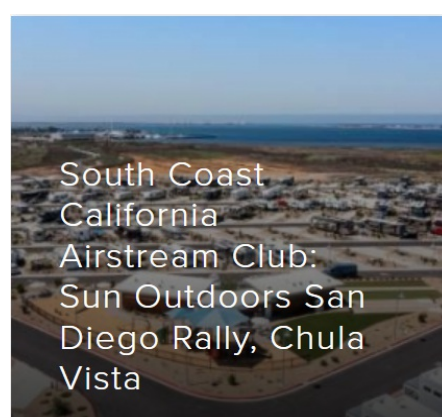 South Coast
California
Airstream Club:
Sun Outdoors San
Diego Rally, Chula
Vista